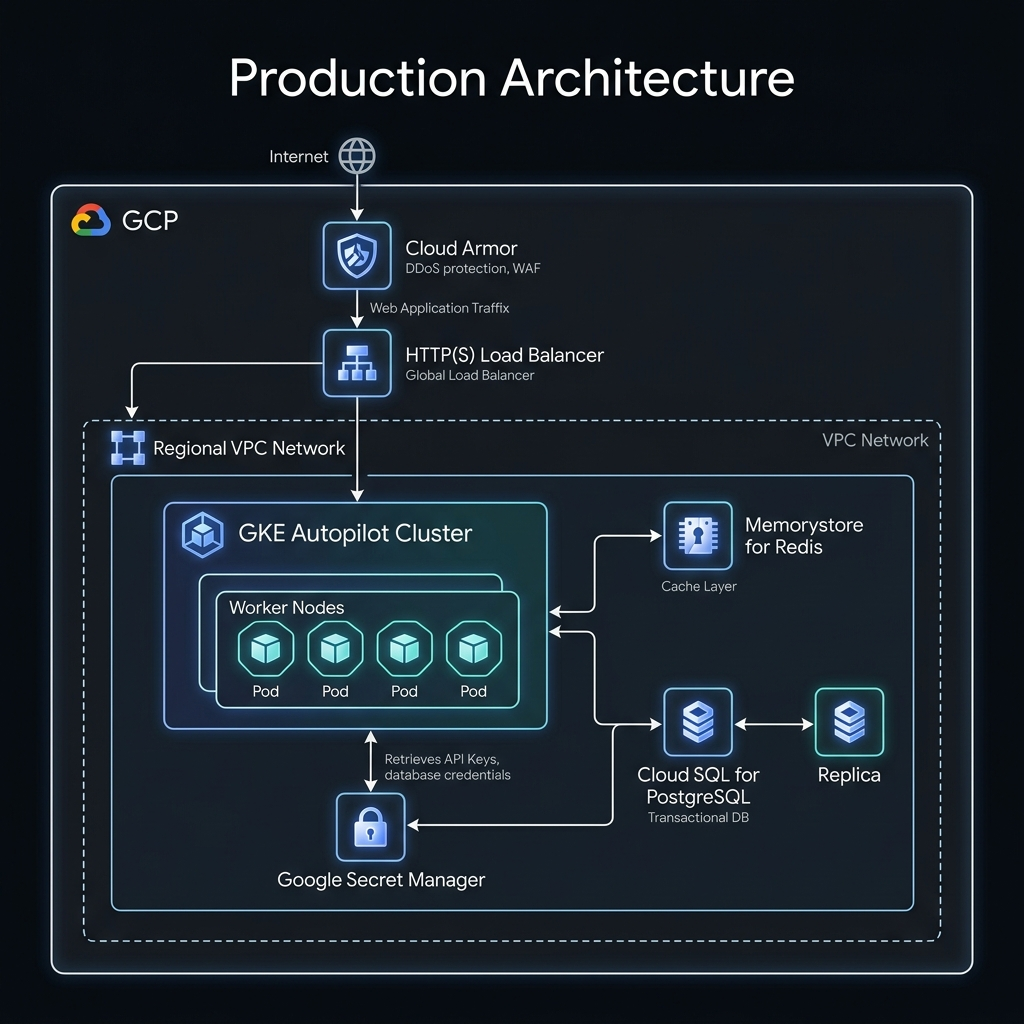 Production Architecture
Internet
GCP
Cloud Armor
DDoS protection, WAF
Web Application Traffix
HTTP(S) Load Balancer
Global Load Balancer
Regional VPC Network
VPC Network
GKE Autopilot Cluster
Worker Nodes
Pod
Pod
Pod
Pod
Memorystore
for Redis
Cache Layer
Retrieves API Keys,
database credentials
Cloud SQL for
PostgreSQL
Transactional DB
Replica
Google Secret Manager